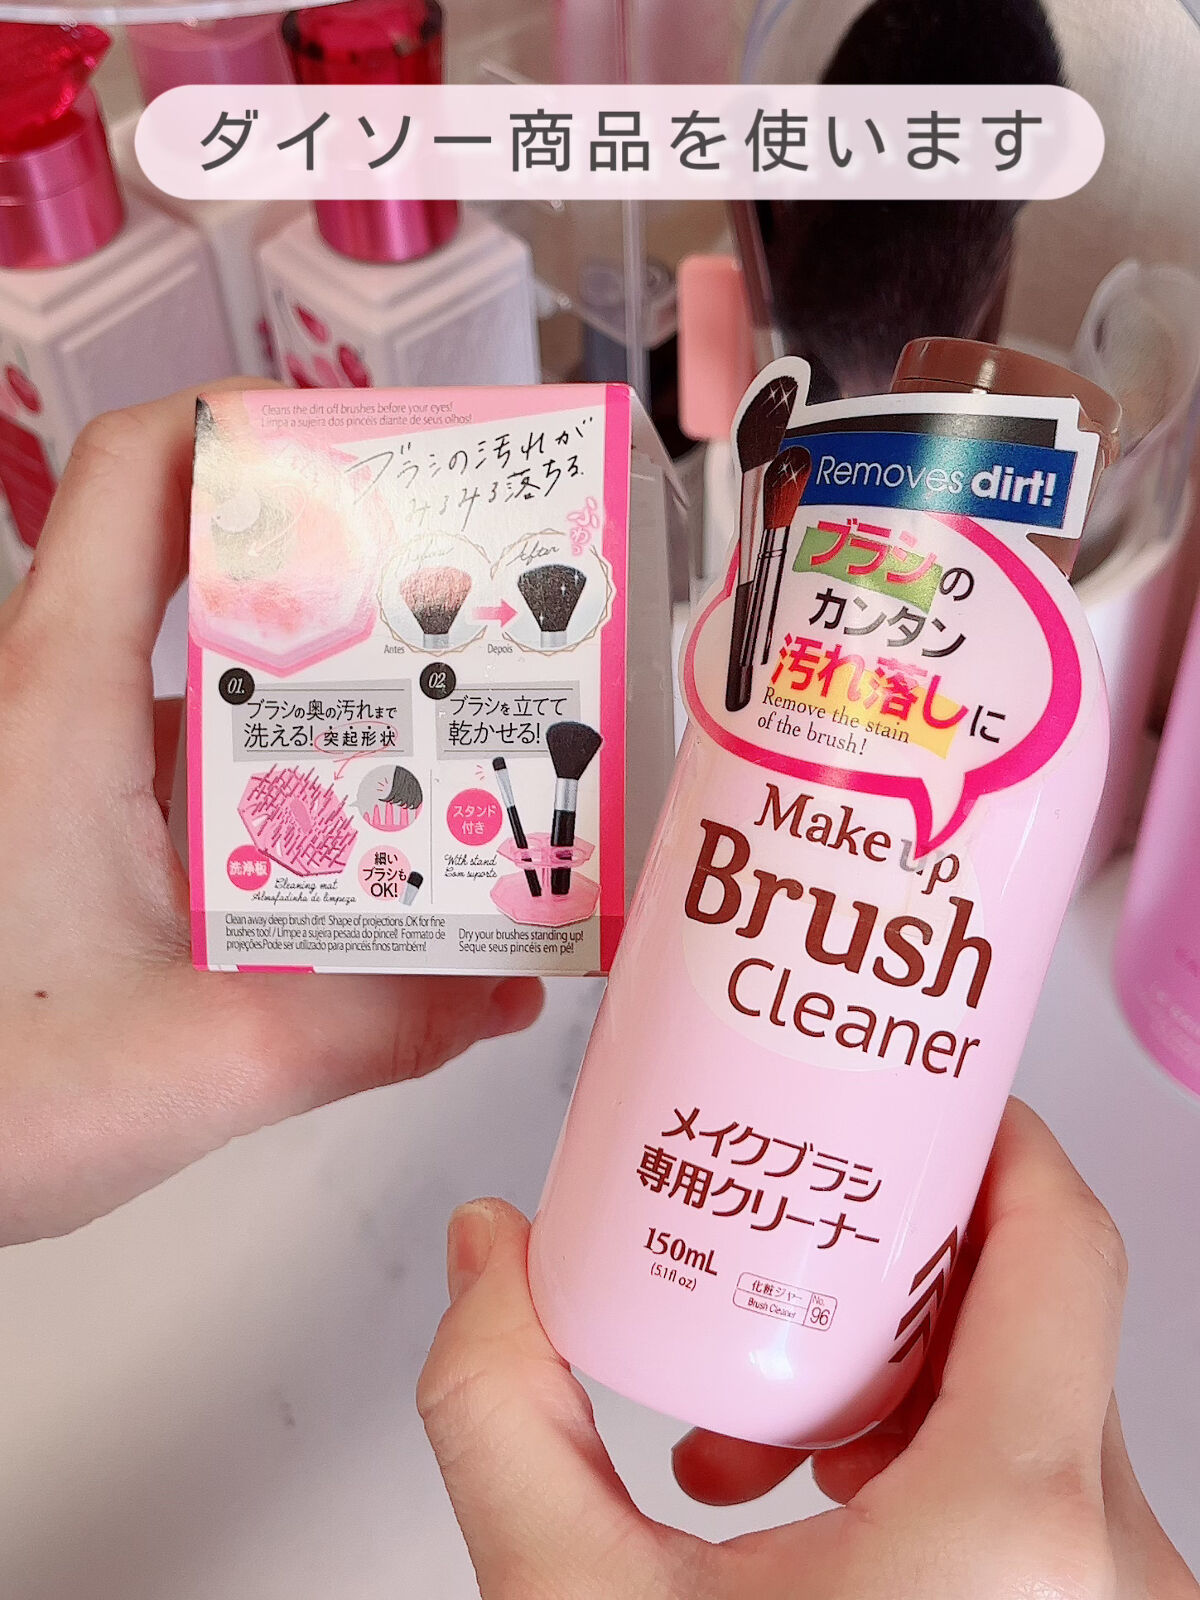 ダイソー商品を使います
Cleans the dirt off brushes before your eyes!
Limpa a sujeira dos pincéis diante de seus olhos!
ブラシの汚れが
みるみる落ちる
After
Antes
Depois
01.
ブラシの奥の汚れまで
洗える! 突起形状
洗浄板
Cleaning mat
Almofadinha de limpeza
細い
ブラシも
OK!
02.
ブラシを立てて
乾かせる!
スタンド
付き
With stand
Com suporte
Clean away deep brush dirt! Shape of projections .OK for fine
brushes too! / Limpe a sujeira pesada do pincel! Formato de
projeções.Pode ser utilizado para pincéis finos também!
Dry your brushes standing up!
Seque seus pincéis em pé!
Removes dirt!
ブラシの
カンタン
汚れ落しに
Remove the stain
of the brush!
Make up
Brush
Cleaner
メイクブラシ
専用クリーナー
150mL
(5.1fl oz)
化粧ジャー
Brush Cleaner
No.
96